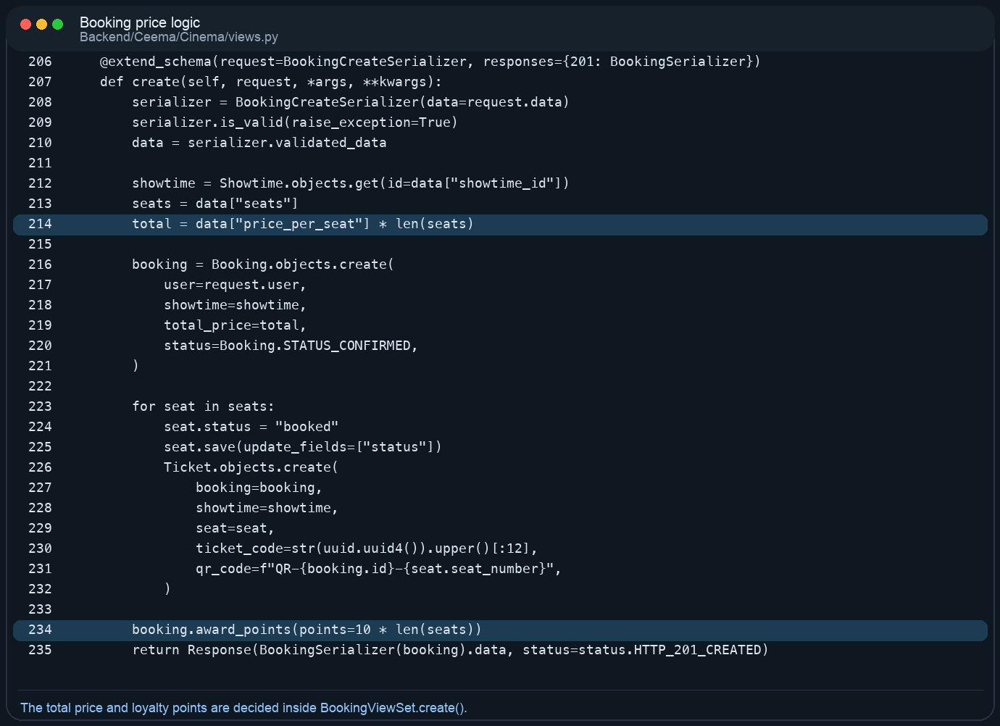 Booking price logic
Backend/Ceema/Cinema/views.py
206      @extend_schema(request=BookingCreateSerializer, responses={201: BookingSerializer})
207      def create(self, request, *args, **kwargs):
208          serializer = BookingCreateSerializer(data=request.data)
209          serializer.is_valid(raise_exception=True)
210          data = serializer.validated_data
211
212          showtime = Showtime.objects.get(id=data["showtime_id"])
213          seats = data["seats"]
214          total = data["price_per_seat"] * len(seats)
215
216          booking = Booking.objects.create(
217              user=request.user,
218              showtime=showtime,
219              total_price=total,
220              status=Booking.STATUS_CONFIRMED,
221          )
222
223          for seat in seats:
224              seat.status = "booked"
225              seat.save(update_fields=["status"])
226              Ticket.objects.create(
227                  booking=booking,
228                  showtime=showtime,
229                  seat=seat,
230                  ticket_code=str(uuid.uuid4()).upper()[:12],
231                  qr_code=f"QR-{booking.id}-{seat.seat_number}",
232              )
233
234          booking.award_points(points=10 * len(seats))
235          return Response(BookingSerializer(booking).data, status=status.HTTP_201_CREATED)
The total price and loyalty points are decided inside BookingViewSet.create().